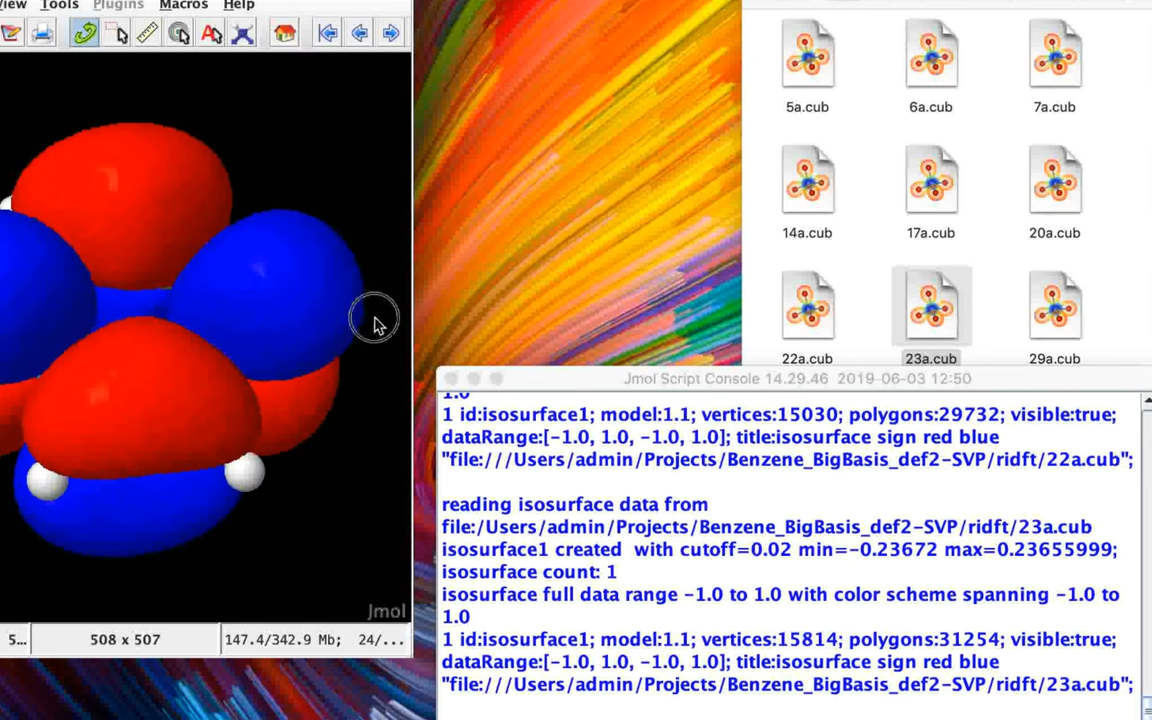 View Tools Plugins Macros Help
5a.cub
6a.cub
7a.cub
14a.cub
17a.cub
20a.cub
22a.cub
23a.cub
29a.cub
Jmol
5... 508 x 507 147.4/342.9 Mb; 24/...
Jmol Script Console 14.29.46 2019-06-03 12:50
1.0
1 id:isosurface1; model:1.1; vertices:15030; polygons:29732; visible:true;
dataRange:[-1.0, 1.0, -1.0, 1.0]; title:isosurface sign red blue
"file:///Users/admin/Projects/Benzene_BigBasis_def2-SVP/ridft/22a.cub";
reading isosurface data from
file:/Users/admin/Projects/Benzene_BigBasis_def2-SVP/ridft/23a.cub
isosurface1 created with cutoff=0.02 min=-0.23672 max=0.23655999;
isosurface count: 1
isosurface full data range -1.0 to 1.0 with color scheme spanning -1.0 to
1.0
1 id:isosurface1; model:1.1; vertices:15814; polygons:31254; visible:true;
dataRange:[-1.0, 1.0, -1.0, 1.0]; title:isosurface sign red blue
"file:///Users/admin/Projects/Benzene_BigBasis_def2-SVP/ridft/23a.cub";